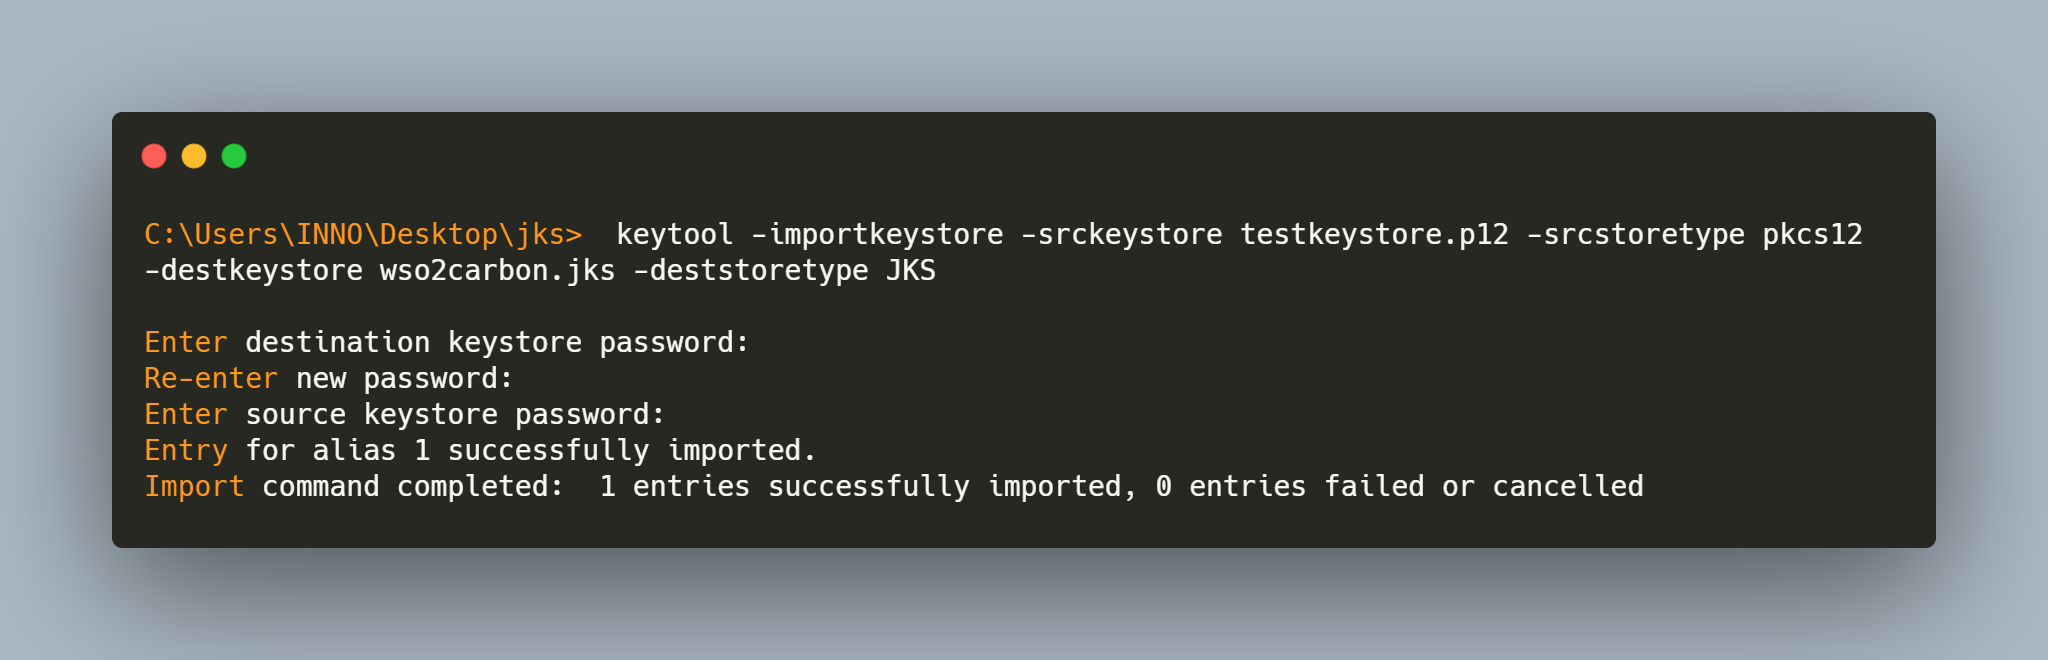 C:\Users\INNO\Desktop\jks>  keytool -importkeystore -srckeystore testkeystore.p12 -srcstoretype pkcs12
-destkeystore wso2carbon.jks -deststoretype JKS
Enter destination keystore password:
Re-enter new password:
Enter source keystore password:
Entry for alias 1 successfully imported.
Import command completed:  1 entries successfully imported, 0 entries failed or cancelled